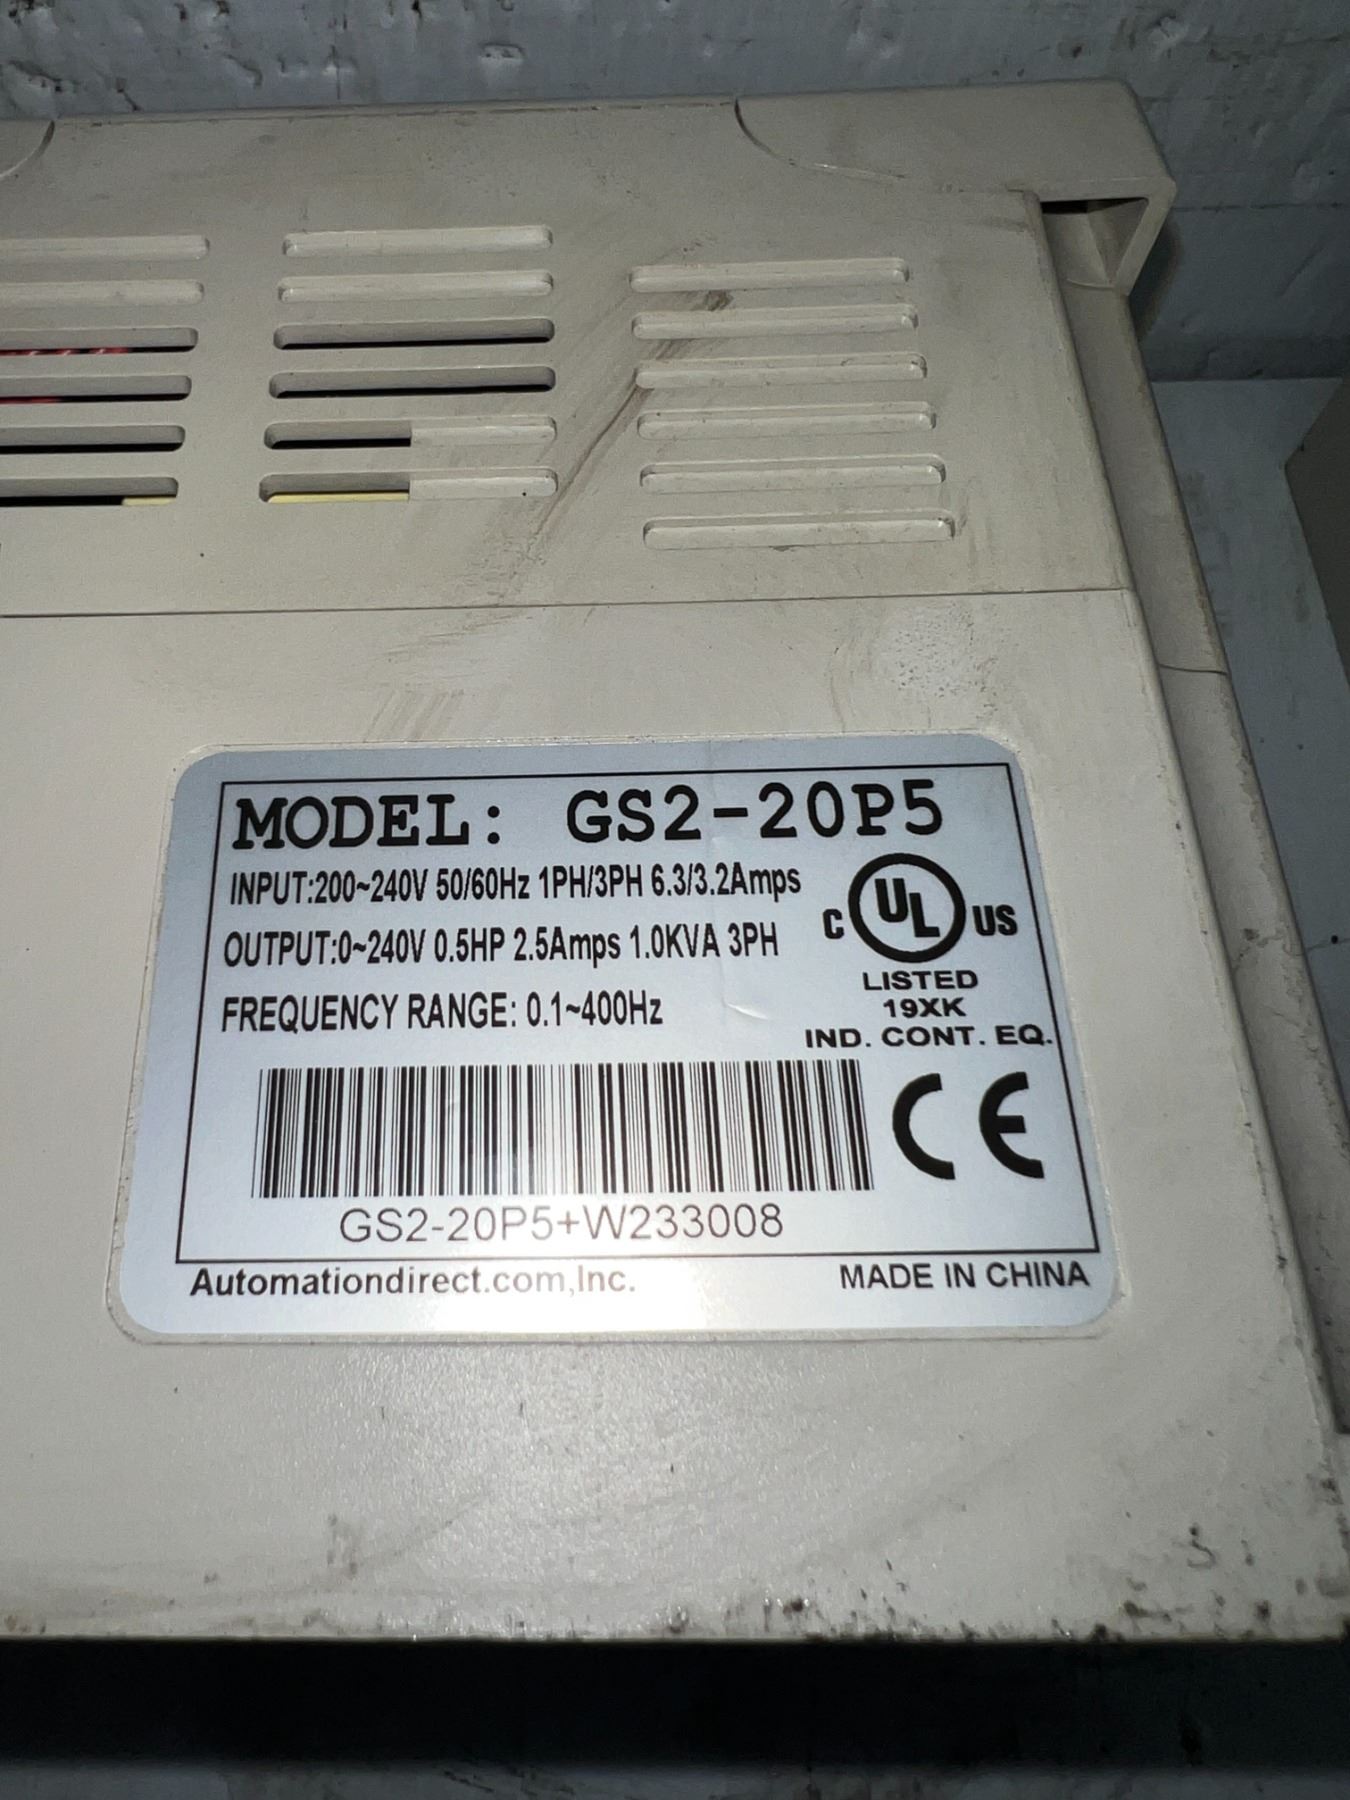 MODEL: GS2-20P5
INPUT:200~240V 50/60Hz 1PH/3PH 6.3/3.2Amps
OUTPUT:0~240V 0.5HP 2.5Amps 1.0KVA 3PH
FREQUENCY RANGE: 0.1~400Hz
C UL US
LISTED
19XK
IND. CONT. EQ.
CE
GS2-20P5+W233008
Automationdirect.com,Inc.
MADE IN CHINA